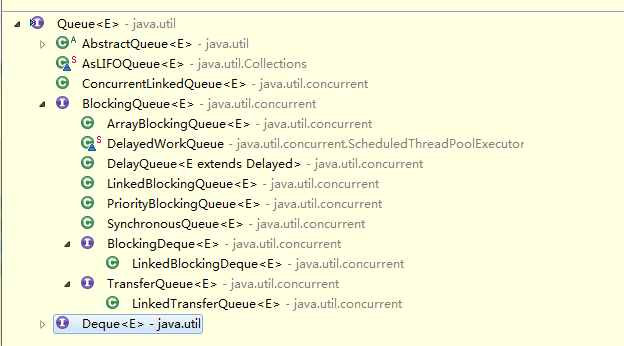 Queue<E> - java.util
A AbstractQueue<E> - java.util
S AsLIFOQueue<E> - java.util.Collections
ConcurrentLinkedQueue<E> - java.util.concurrent
BlockingQueue<E> - java.util.concurrent
ArrayBlockingQueue<E> - java.util.concurrent
S DelayedWorkQueue - java.util.concurrent.ScheduledThreadPoolExecutor
DelayQueue<E extends Delayed> - java.util.concurrent
LinkedBlockingQueue<E> - java.util.concurrent
PriorityBlockingQueue<E> - java.util.concurrent
SynchronousQueue<E> - java.util.concurrent
BlockingDeque<E> - java.util.concurrent
LinkedBlockingDeque<E> - java.util.concurrent
TransferQueue<E> - java.util.concurrent
LinkedTransferQueue<E> - java.util.concurrent
Deque<E> - java.util